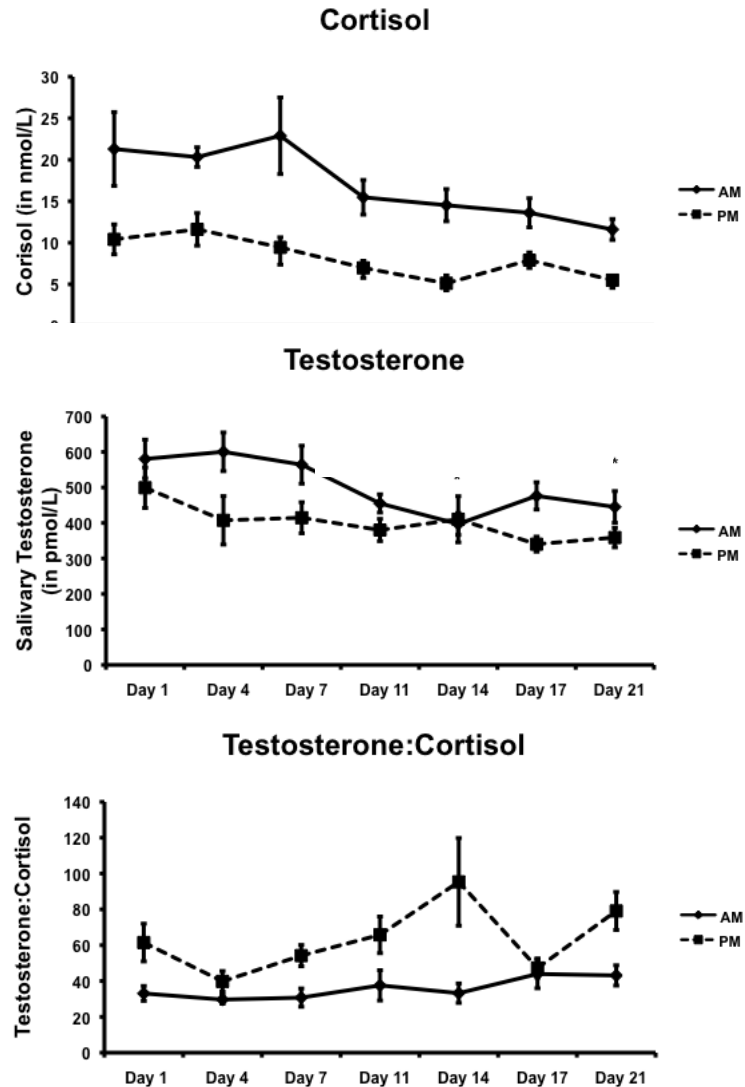 Cortisol
30
25
20
15
10
5
Corisol (in nmol/L)
AM
PM
Testosterone
700
600
500
400
300
200
100
0
Salivary Testosterone
(in pmol/L)
*
AM
PM
Day 1 Day 4 Day 7 Day 11 Day 14 Day 17 Day 21
Testosterone:Cortisol
140
120
100
80
60
40
20
0
Testosterone:Cortisol
AM
PM
Day 1 Day 4 Day 7 Day 11 Day 14 Day 17 Day 21